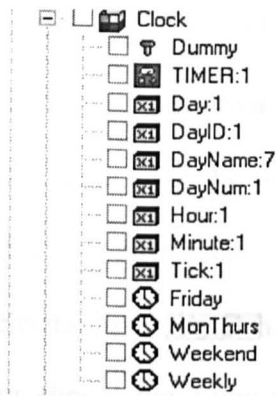 Clock
Dummy
TIMER:1
Day:1
DayID:1
DayName:7
DayNum:1
Hour:1
Minute:1
Tick:1
Friday
MonThurs
Weekend
Weekly